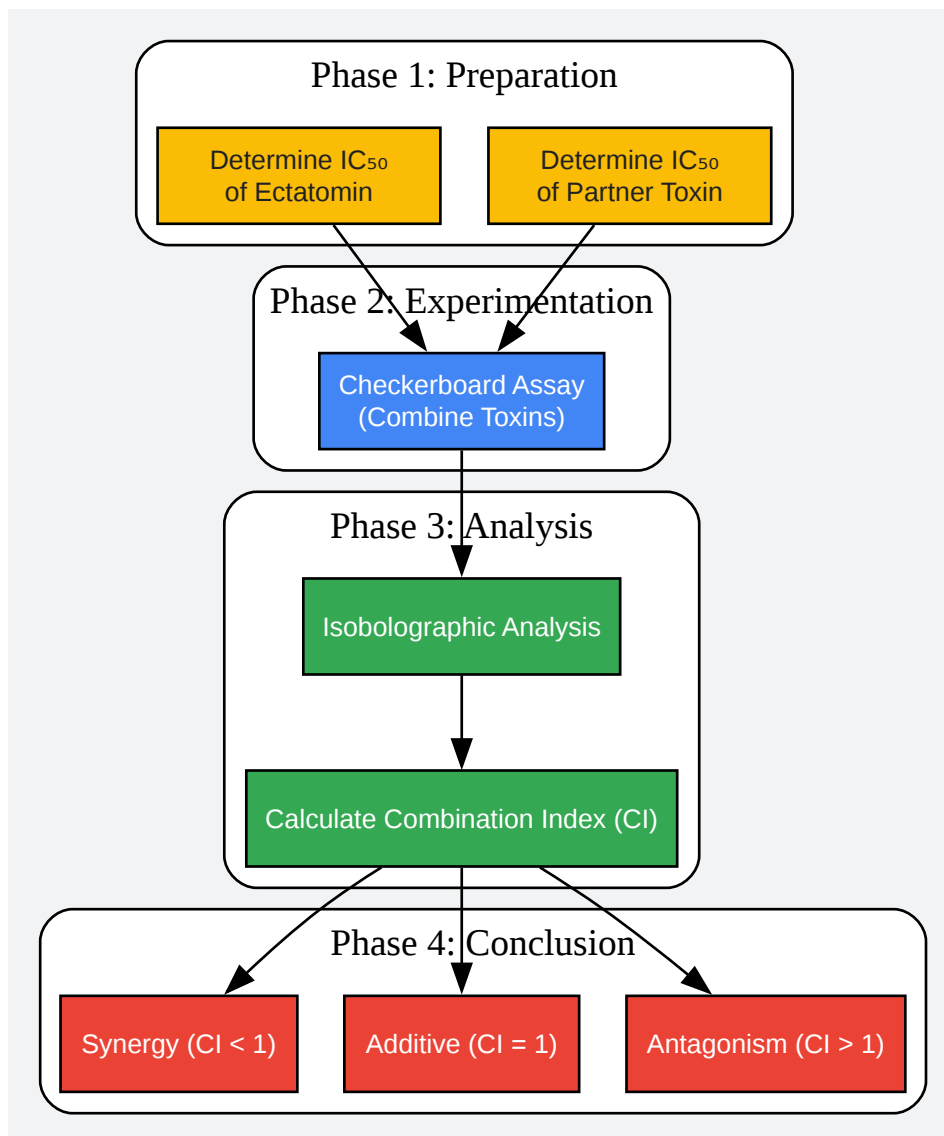 Phase 1: Preparation
Determine IC₅₀
of Ectatomin
Determine IC₅₀
of Partner Toxin
Phase 2: Experimentation
Checkerboard Assay
(Combine Toxins)
Phase 3: Analysis
Isobolographic Analysis
Calculate Combination Index (CI)
Phase 4: Conclusion
Synergy (CI < 1)
Additive (CI = 1)
Antagonism (CI > 1)